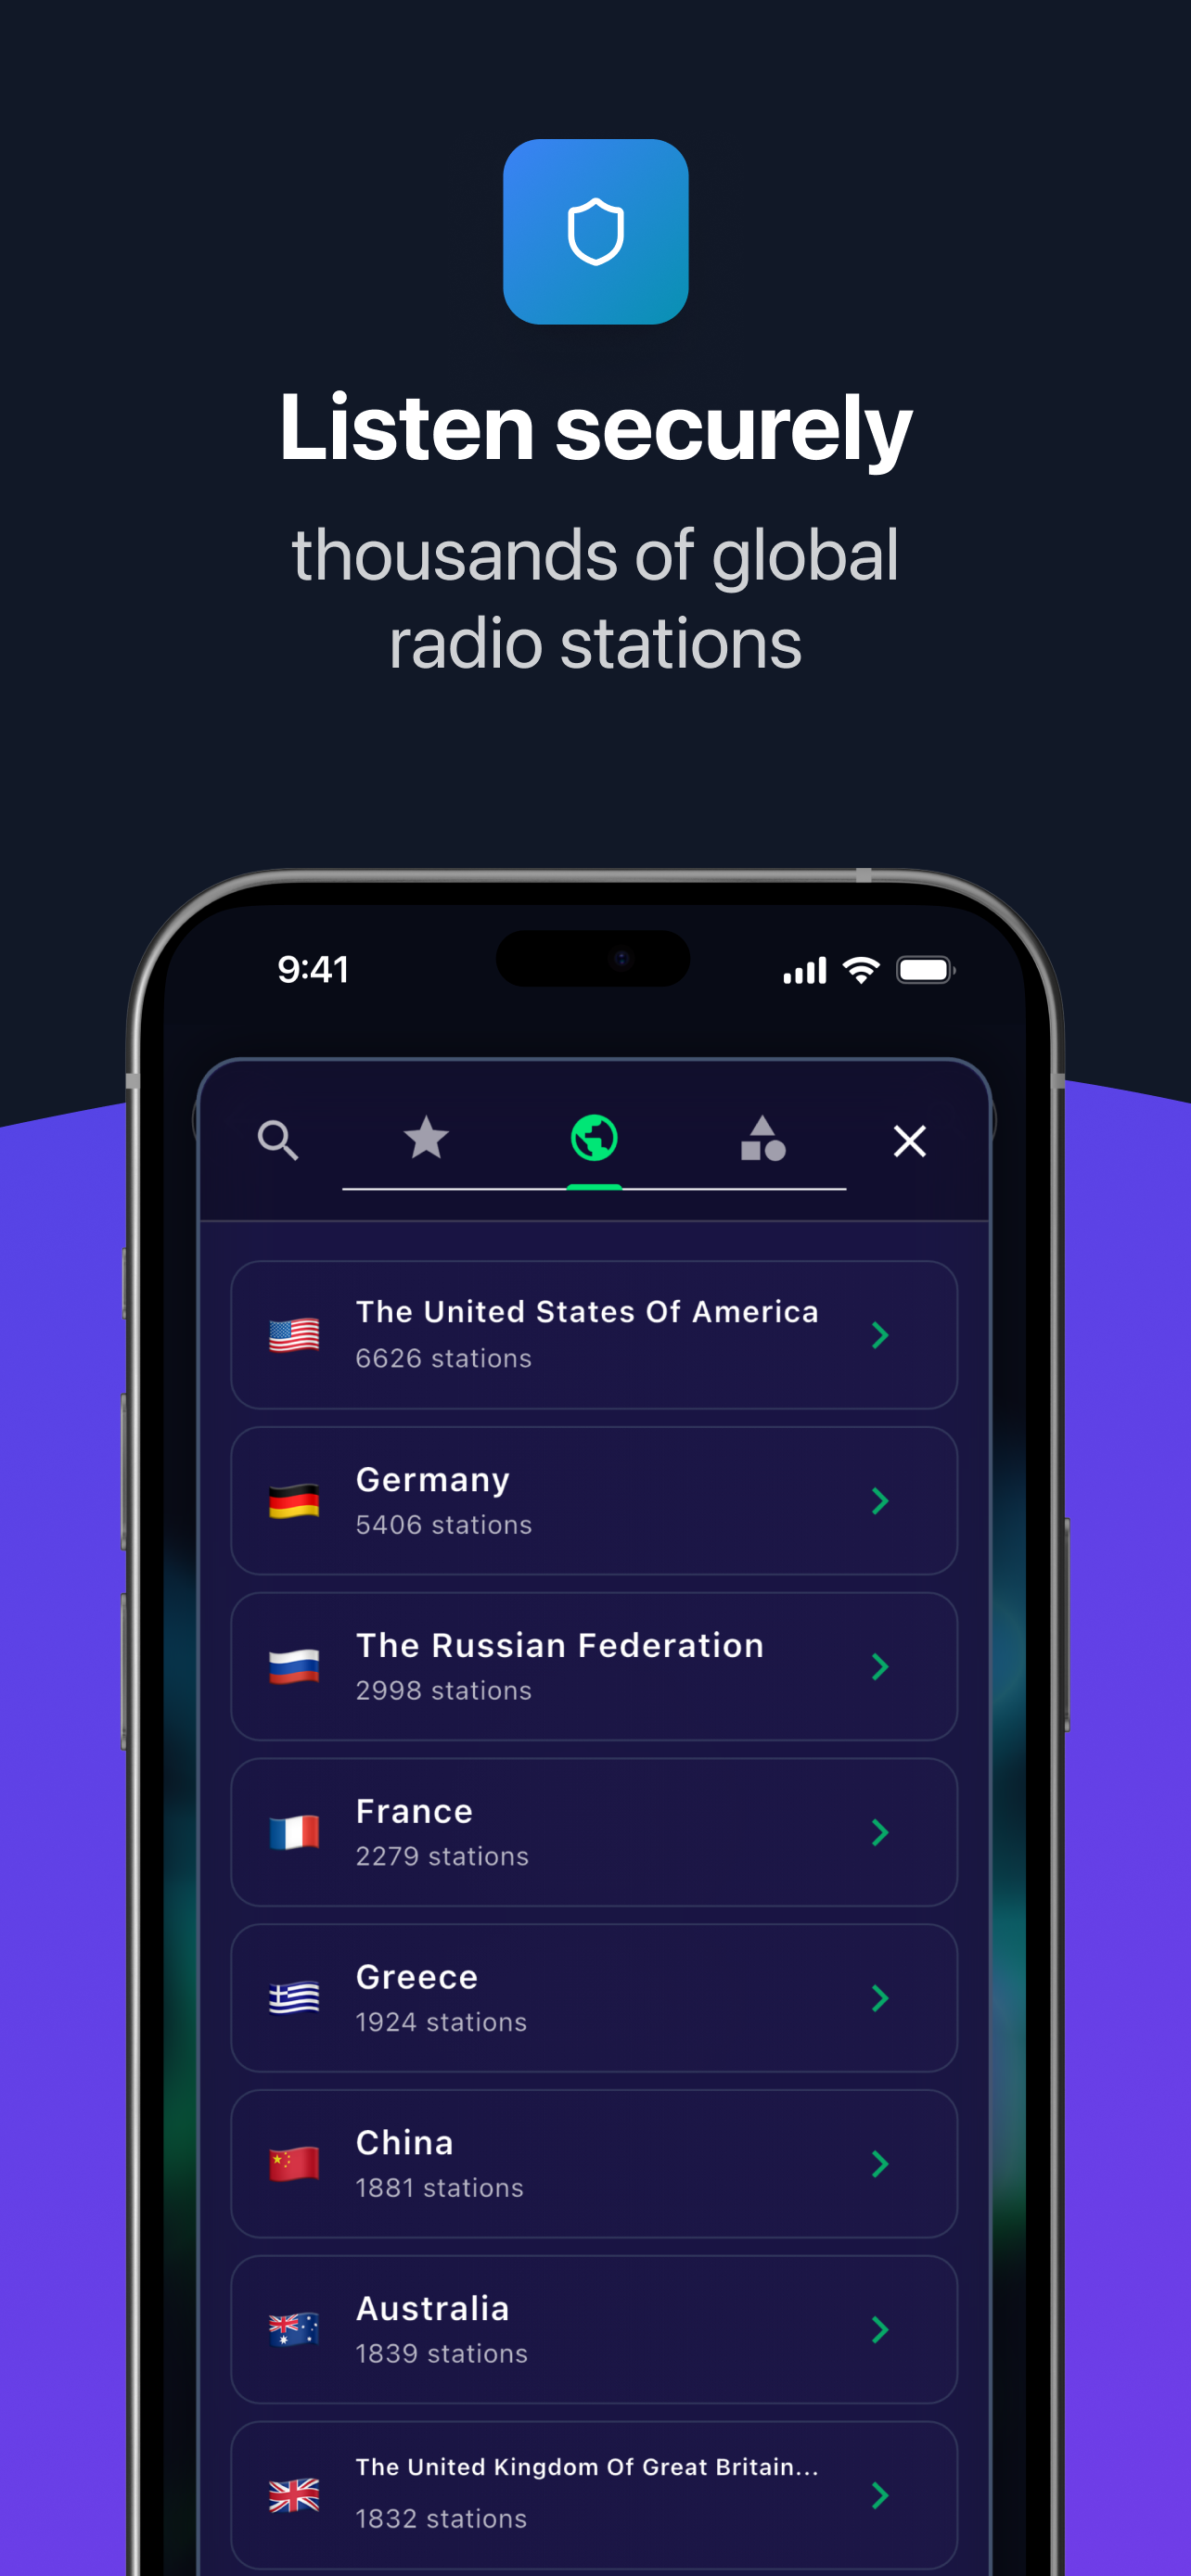 Listen securely
thousands of global
radio stations
9:41
The United States Of America
6626 stations
Germany
5406 stations
The Russian Federation
2998 stations
France
2279 stations
Greece
1924 stations
China
1881 stations
Australia
1839 stations
The United Kingdom Of Great Britain...
1832 stations